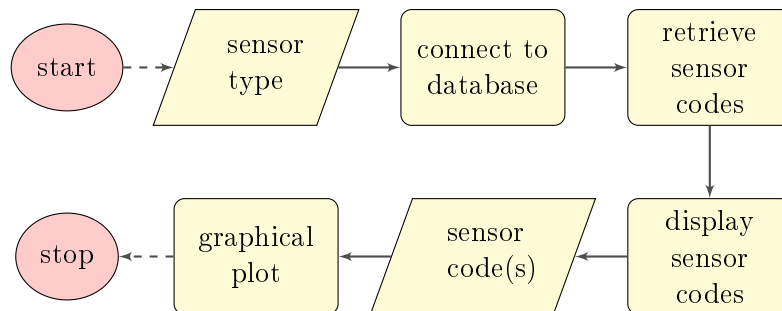 start
sensor
type
connect to
database
retrieve
sensor
codes
display
sensor
codes
sensor
code(s)
graphical
plot
stop